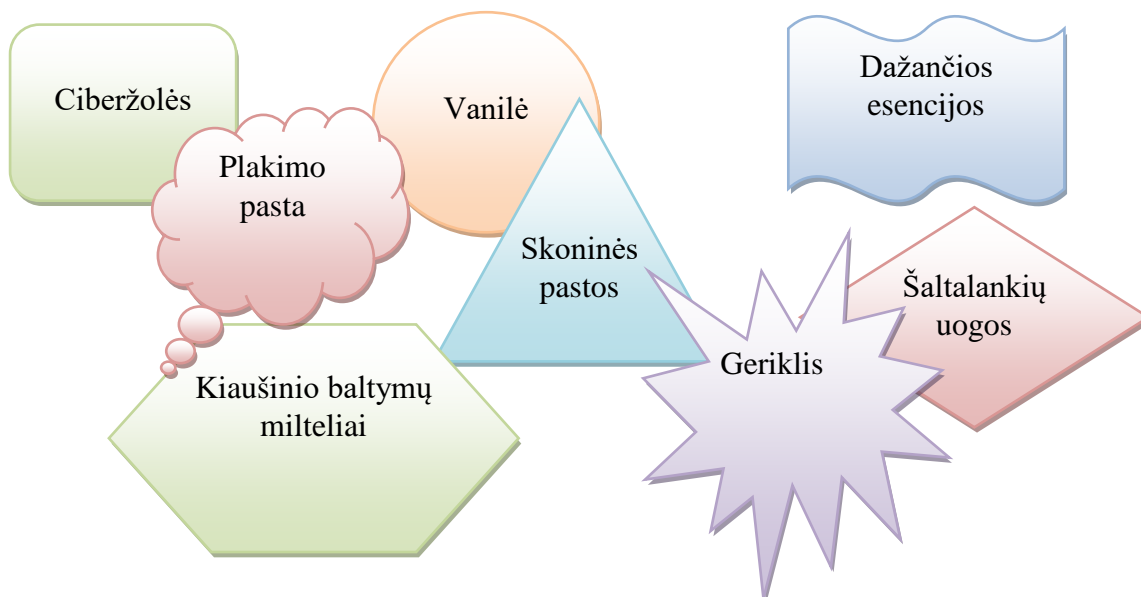 Ciberžolės
Plakimo
pasta
Vanilė
Dažančios
esencijos
Skoninės
pastos
Šaltalankių
uogos
Geriklis
Kiaušinio baltymų
milteliai